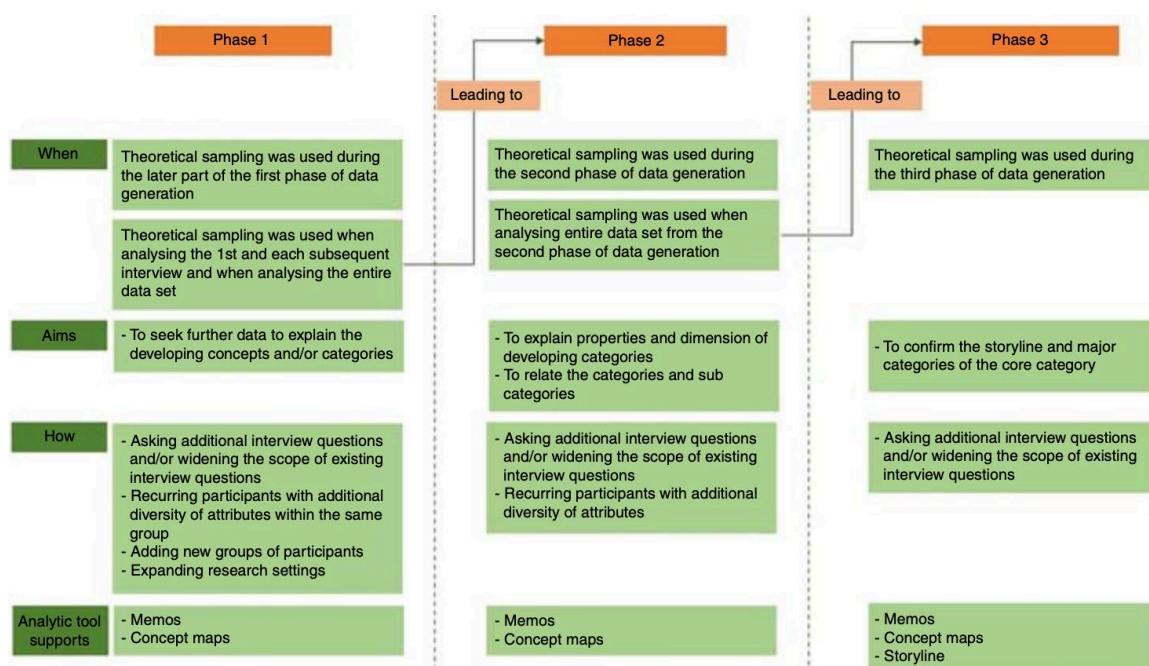 Phase 1
Phase 2
Phase 3
Leading to
Leading to
When
Theoretical sampling was used during
the later part of the first phase of data
generation
Theoretical sampling was used when
analysing the 1st and each subsequent
interview and when analysing the entire
data set
Theoretical sampling was used during
the second phase of data generation
Theoretical sampling was used when
analysing entire data set from the
second phase of data generation
Theoretical sampling was used during
the third phase of data generation
Aims
- To seek further data to explain the
developing concepts and/or categories
- To explain properties and dimension of
developing categories
- To relate the categories and sub
categories
- To confirm the storyline and major
categories of the core category
How
- Asking additional interview questions
and/or widening the scope of existing
interview questions
- Recurring participants with additional
diversity of attributes within the same
group
- Adding new groups of participants
- Expanding research settings
- Asking additional interview questions
and/or widening the scope of existing
interview questions
- Recurring participants with additional
diversity of attributes
- Asking additional interview questions
and/or widening the scope of existing
interview questions
Analytic tool
supports
- Memos
- Concept maps
- Memos
- Concept maps
- Memos
- Concept maps
- Storyline